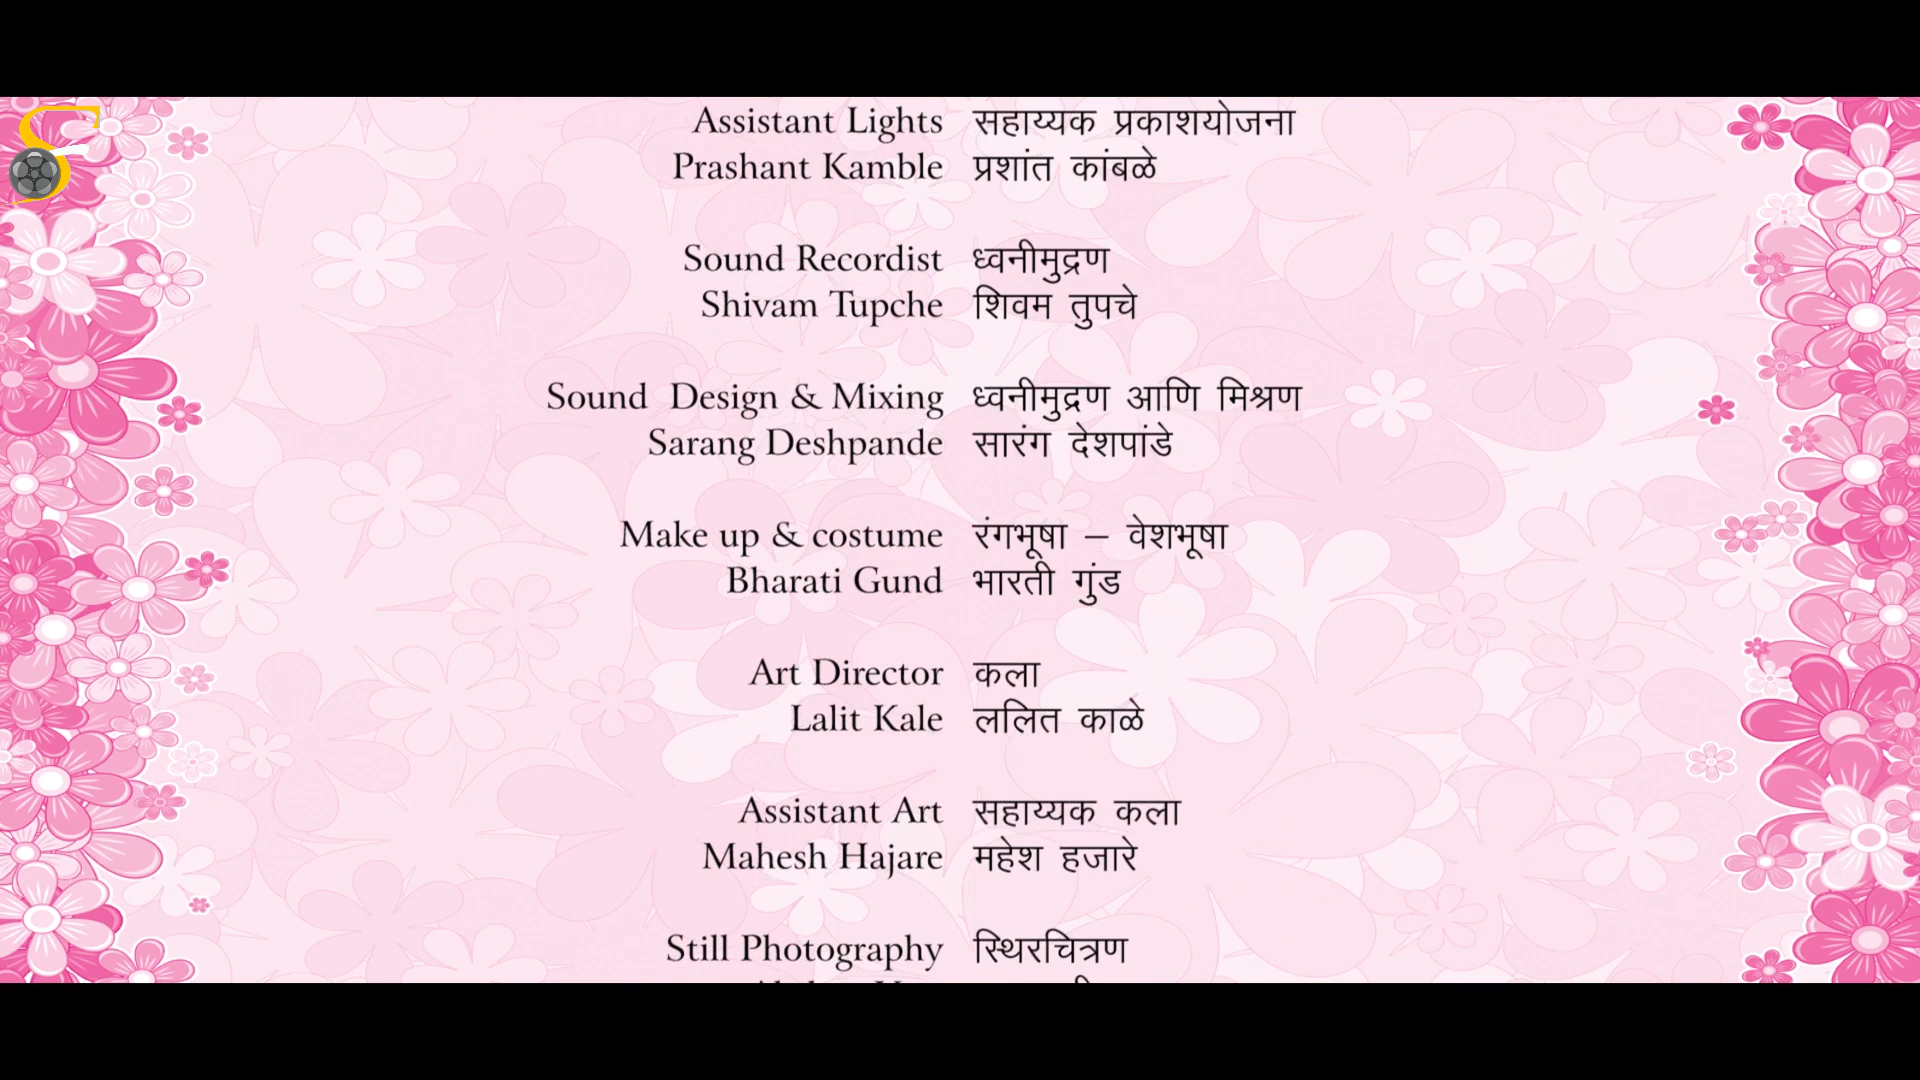 Assistant Lights सहाय्यक प्रकाशयोजना
Prashant Kamble प्रशांत कांबळे
Sound Recordist ध्वनीमुद्रण
Shivam Tupche शिवम तुपचे
Sound Design & Mixing ध्वनीमुद्रण आणि मिश्रण
Sarang Deshpande सारंग देशपांडे
Make up & costume रंगभूषा – वेशभूषा
Bharati Gund भारती गुंड
Art Director कला
Lalit Kale ललित काळे
Assistant Art सहाय्यक कला
Mahesh Hajare महेश हजारे
Still Photography स्थिरचित्रण